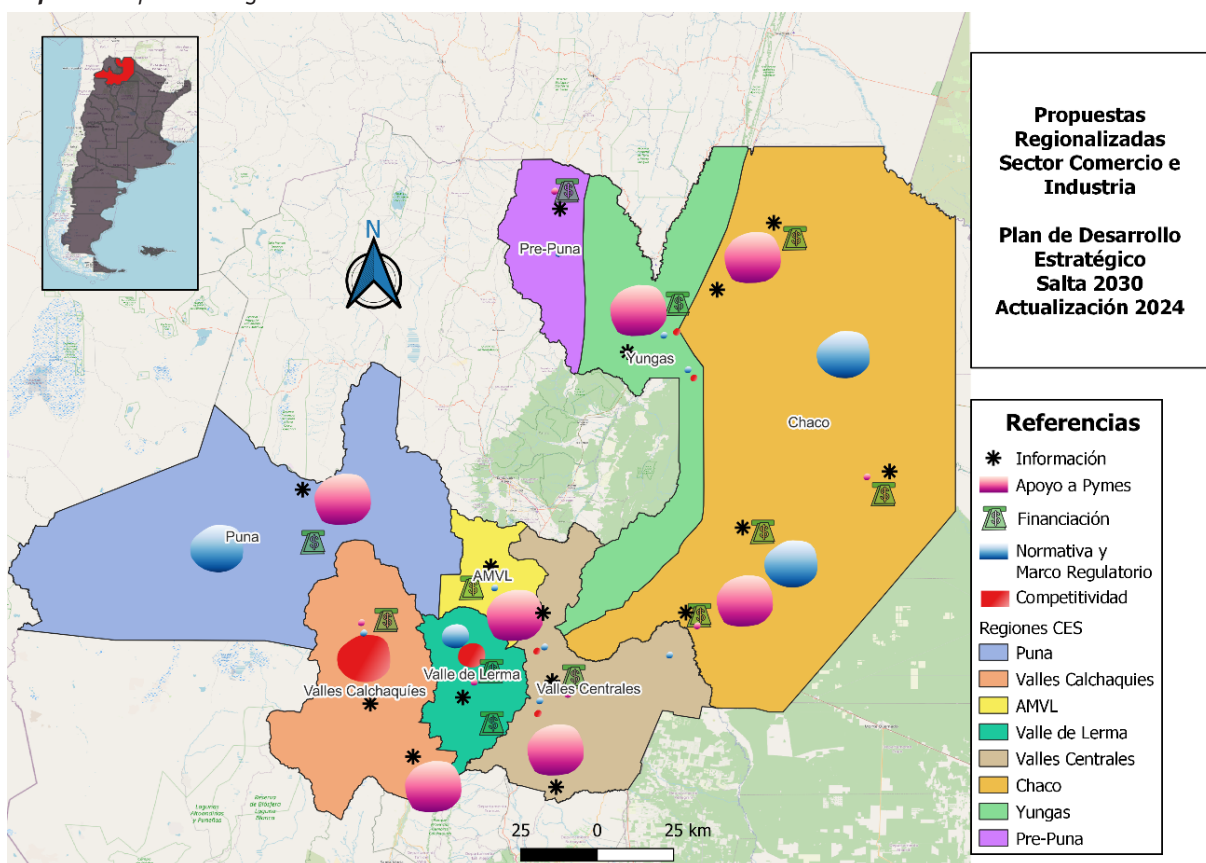 Propuestas
Regionalizadas
Sector Comercio e
Industria
Plan de Desarrollo
Estratégico
Salta 2030
Actualización 2024
N
Pre-Puna
Yungas
Chaco
Puna
AMVL
Valles Calchaquíes
Valle de Lerma
Valles Centrales
25 0 25 km
Referencias
Información
Apoyo a Pymes
Financiación
Normativa y
Marco Regulatorio
Competitividad
Regiones CES
Puna
Valles Calchaquies
AMVL
Valle de Lerma
Valles Centrales
Chaco
Yungas
Pre-Puna